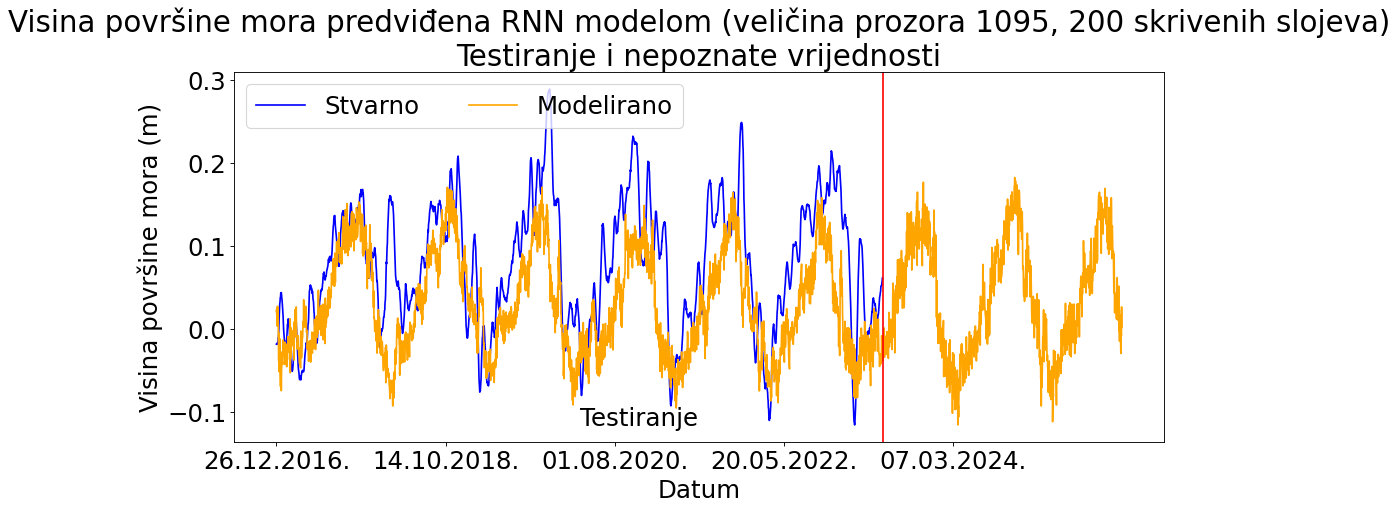 Visina površine mora predviđena RNN modelom (veličina prozora 1095, 200 skrivenih slojeva)
Testiranje i nepoznate vrijednosti
Stvarno
Modelirano
Visina površine mora (m)
0.3
0.2
0.1
0.0
−0.1
Testiranje
26.12.2016.
14.10.2018.
01.08.2020.
20.05.2022.
07.03.2024.
Datum